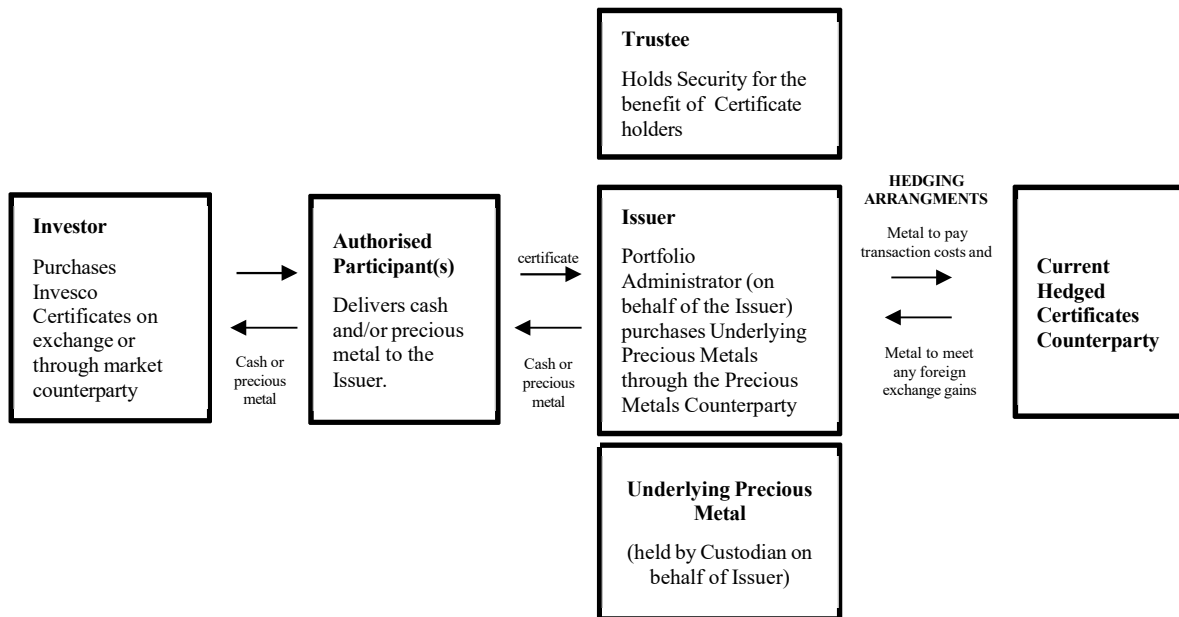 Trustee
Holds Security for the
benefit of Certificate
holders
Investor
Purchases
Invesco
Certificates on
exchange or
through market
counterparty
Cash or
precious
metal
Authorised
Participant(s)
Delivers cash
and/or precious
metal to the
Issuer.
certificate
Cash or
precious
metal
Issuer
Portfolio
Administrator (on
behalf of the Issuer)
purchases Underlying
Precious Metals
through the Precious
Metals Counterparty
HEDGING
ARRANGMENTS
Metal to pay
transaction costs and
Metal to meet
any foreign
exchange gains
Current
Hedged
Certificates
Counterparty
Underlying Precious
Metal
(held by Custodian on
behalf of Issuer)